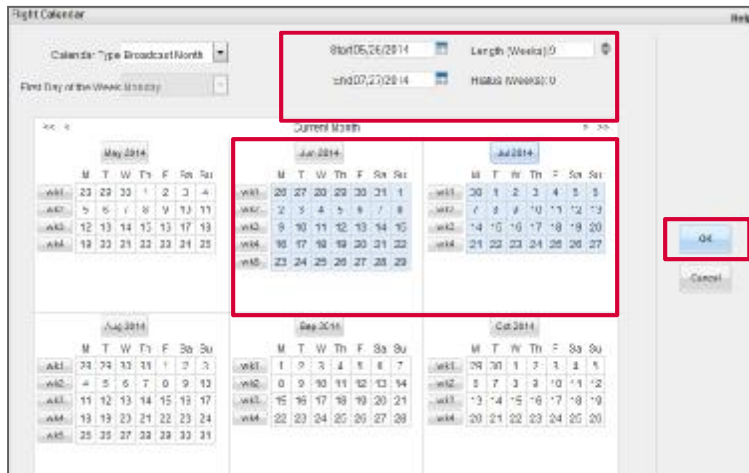 Flight Calendar
Help
Calendar Type Broadcast Month
Start 05/26/2014
Length (Weeks): 9
First Day of the Week Monday
End 07/27/2014
Hiatus (Weeks): 0
<< < Current Month > >>
May 2014
M T W Th F Sa Su
wk1 28 29 30 1 2 3 4
wk2 5 6 7 8 9 10 11
wk3 12 13 14 15 16 17 18
wk4 19 20 21 22 23 24 25
Jun 2014
M T W Th F Sa Su
wk1 26 27 28 29 30 31 1
wk2 2 3 4 5 6 7 8
wk3 9 10 11 12 13 14 15
wk4 16 17 18 19 20 21 22
wk5 23 24 25 26 27 28 29
Jul 2014
M T W Th F Sa Su
wk1 30 1 2 3 4 5 6
wk2 7 8 9 10 11 12 13
wk3 14 15 16 17 18 19 20
wk4 21 22 23 24 25 26 27
OK
Cancel
Aug 2014
M T W Th F Sa Su
wk1 28 29 30 31 1 2 3
wk2 4 5 6 7 8 9 10
wk3 11 12 13 14 15 16 17
wk4 18 19 20 21 22 23 24
wk5 25 26 27 28 29 30 31
Sep 2014
M T W Th F Sa Su
wk1 1 2 3 4 5 6 7
wk2 8 9 10 11 12 13 14
wk3 15 16 17 18 19 20 21
wk4 22 23 24 25 26 27 28
Oct 2014
M T W Th F Sa Su
wk1 29 30 1 2 3 4 5
wk2 6 7 8 9 10 11 12
wk3 13 14 15 16 17 18 19
wk4 20 21 22 23 24 25 26